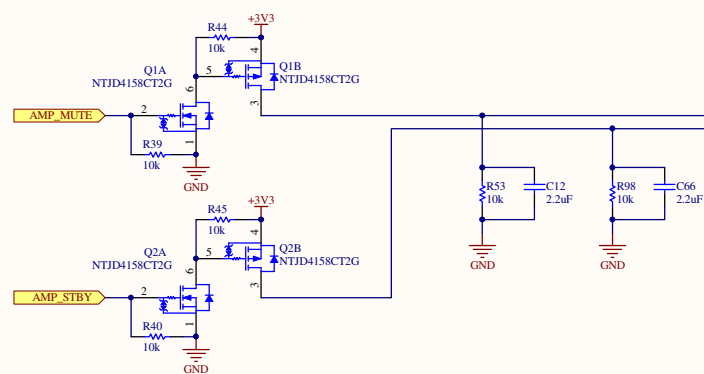 R44
10k
+3V3
Q1A
NTJD4158CT2G
6
5
4
Q1B
NTJD4158CT2G
3
AMP_MUTE
2
1
R39
10k
GND
R53
10k
C12
2.2uF
GND
R98
10k
C66
2.2uF
GND
R45
10k
+3V3
Q2A
NTJD4158CT2G
6
5
4
Q2B
NTJD4158CT2G
3
AMP_STBY
2
1
R40
10k
GND